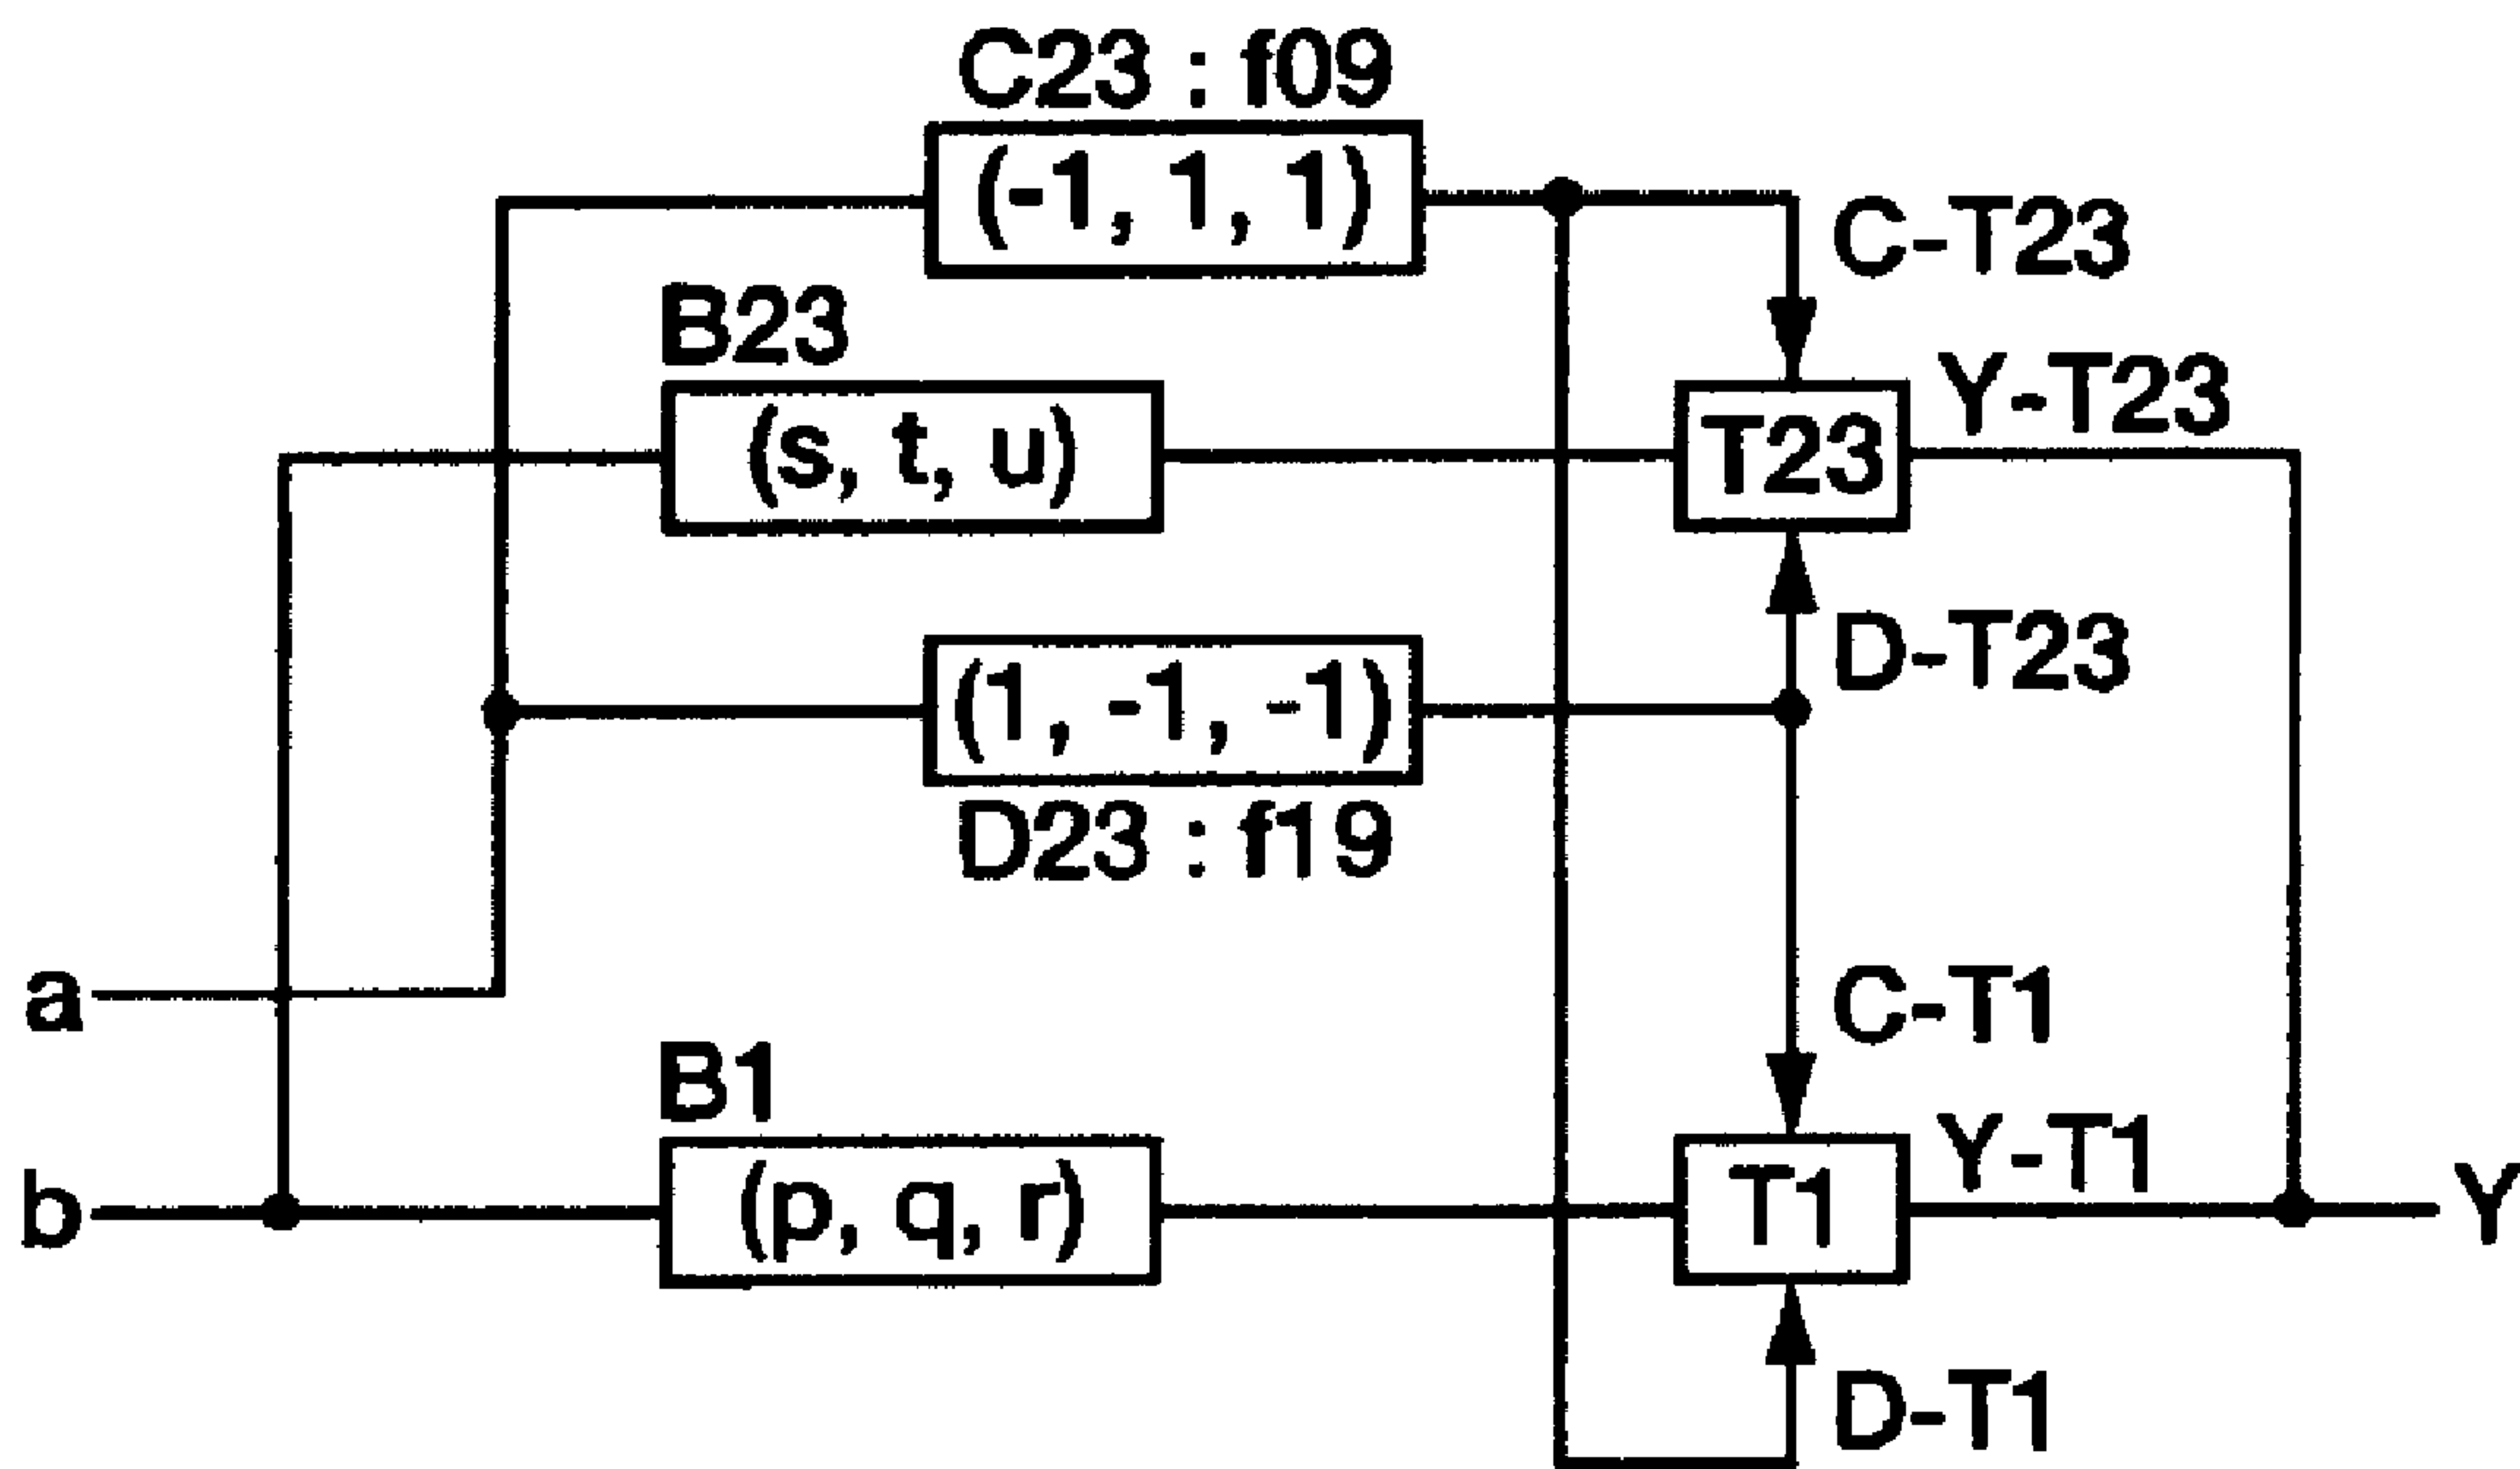 C23 : f09
(-1, 1, 1)
C-T23
B23
(s, t, u)
T23
Y-T23
(1, -1, -1)
D-T23
D23 : f19
a
C-T1
B1
b
(p, q, r)
T1
Y-T1
Y
D-T1